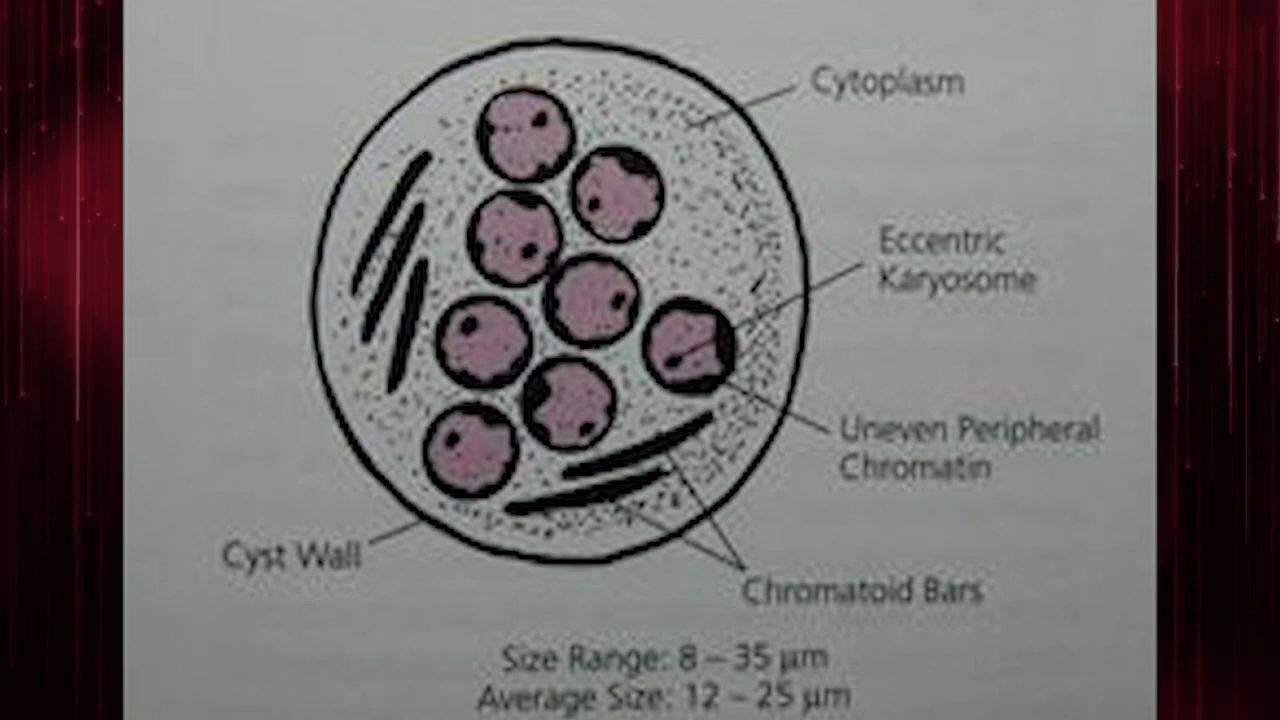 Cytoplasm
Eccentric
Karyosome
Uneven Peripheral
Chromatin
Cyst Wall
Chromatoid Bars
Size Range: 8 – 35 µm
Average Size: 12 – 25 µm